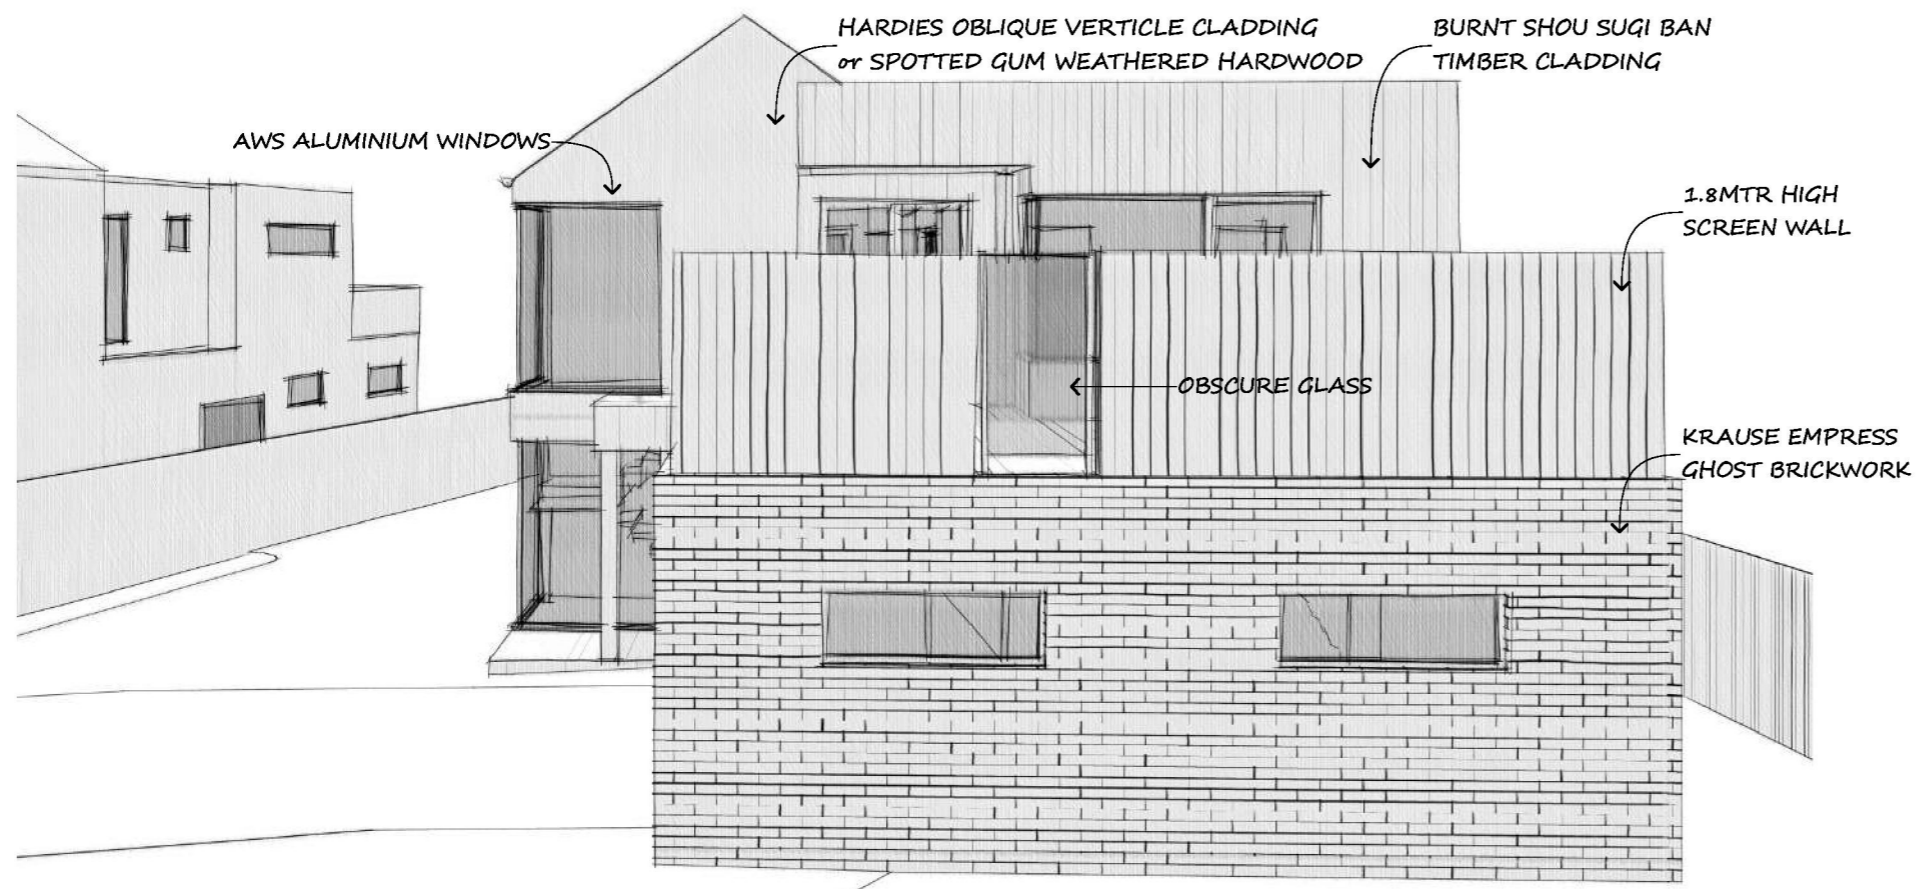 HARDIES OBLIQUE VERTICLE CLADDING
or SPOTTED GUM WEATHERED HARDWOOD
BURNT SHOU SUGI BAN
TIMBER CLADDING
AWS ALUMINIUM WINDOWS
1.8MTR HIGH
SCREEN WALL
OBSCURE GLASS
KRAUSE EMPRESS
GHOST BRICKWORK